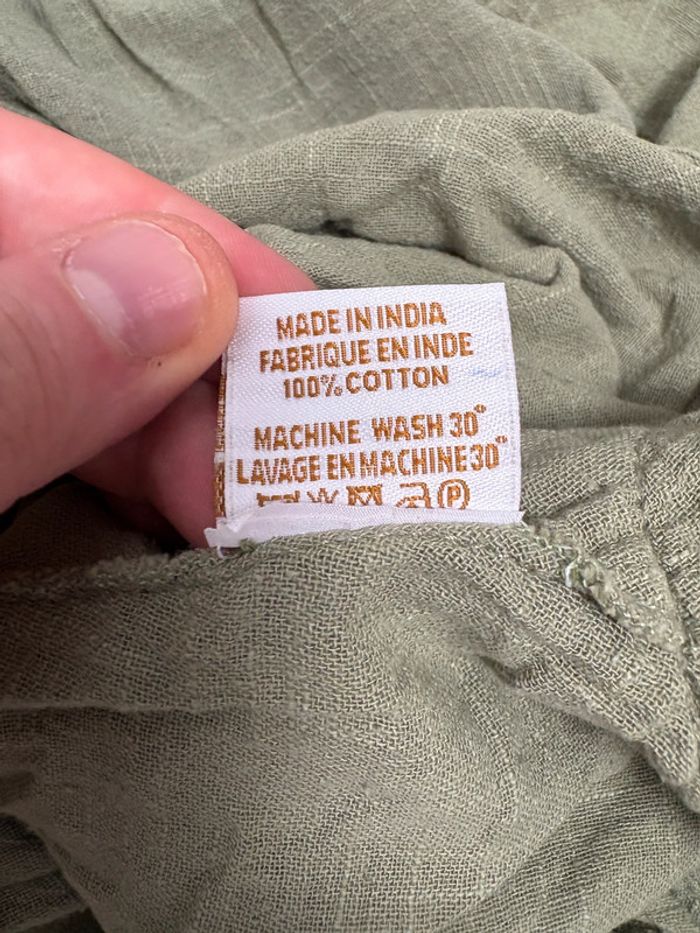 MADE IN INDIA
FABRIQUE EN INDE
100% COTTON
MACHINE WASH 30°
LAVAGE EN MACHINE 30°
P